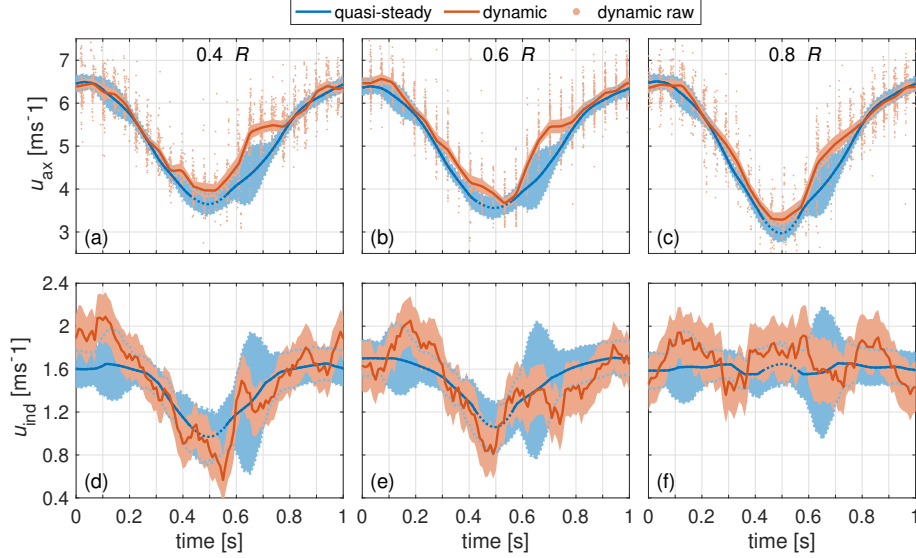 quasi-steady dynamic dynamic raw
0.4 R 0.6 R 0.8 R
7
6
5
4
3
u_ax [ms⁻¹]
(a) (b) (c)
2.4
2
1.6
1.2
0.8
0.4
u_ind [ms⁻¹]
(d) (e) (f)
0 0.2 0.4 0.6 0.8 1 0 0.2 0.4 0.6 0.8 1 0 0.2 0.4 0.6 0.8 1
time [s] time [s] time [s]